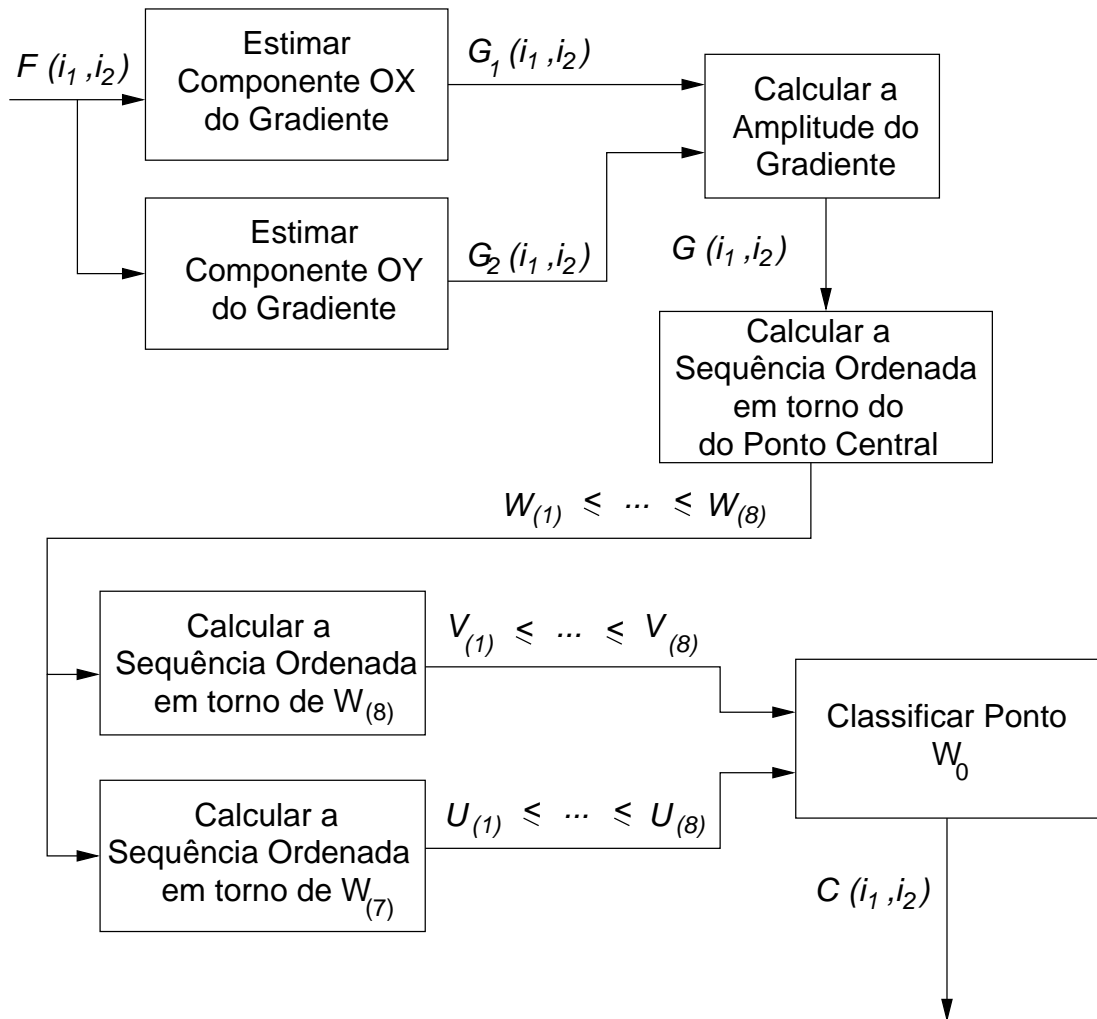 F (i₁ ,i₂)
Estimar
Componente OX
do Gradiente
G₁ (i₁ ,i₂)
Calcular a
Amplitude do
Gradiente
Estimar
Componente OY
do Gradiente
G₂ (i₁ ,i₂)
G (i₁ ,i₂)
Calcular a
Sequência Ordenada
em torno do
do Ponto Central
W₍₁₎ ≤ ... ≤ W₍₈₎
Calcular a
Sequência Ordenada
em torno de W₍₈₎
V₍₁₎ ≤ ... ≤ V₍₈₎
Classificar Ponto
W₀
Calcular a
Sequência Ordenada
em torno de W₍₇₎
U₍₁₎ ≤ ... ≤ U₍₈₎
C (i₁ ,i₂)